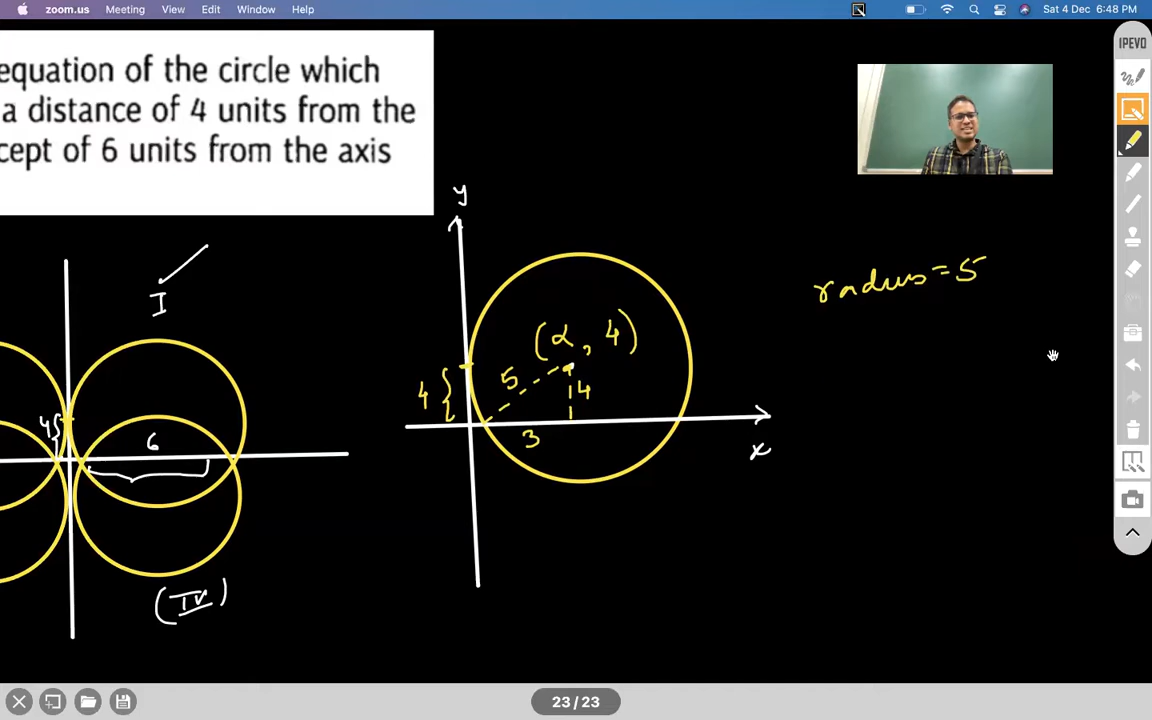 zoom.us Meeting View Edit Window Help
Sat 4 Dec 6:48 PM
IPEVO
equation of the circle which
a distance of 4 units from the
cept of 6 units from the axis
y
I
radius = 5
(α, 4)
5
4
4
3
x
4
6
(IV)
23 / 23